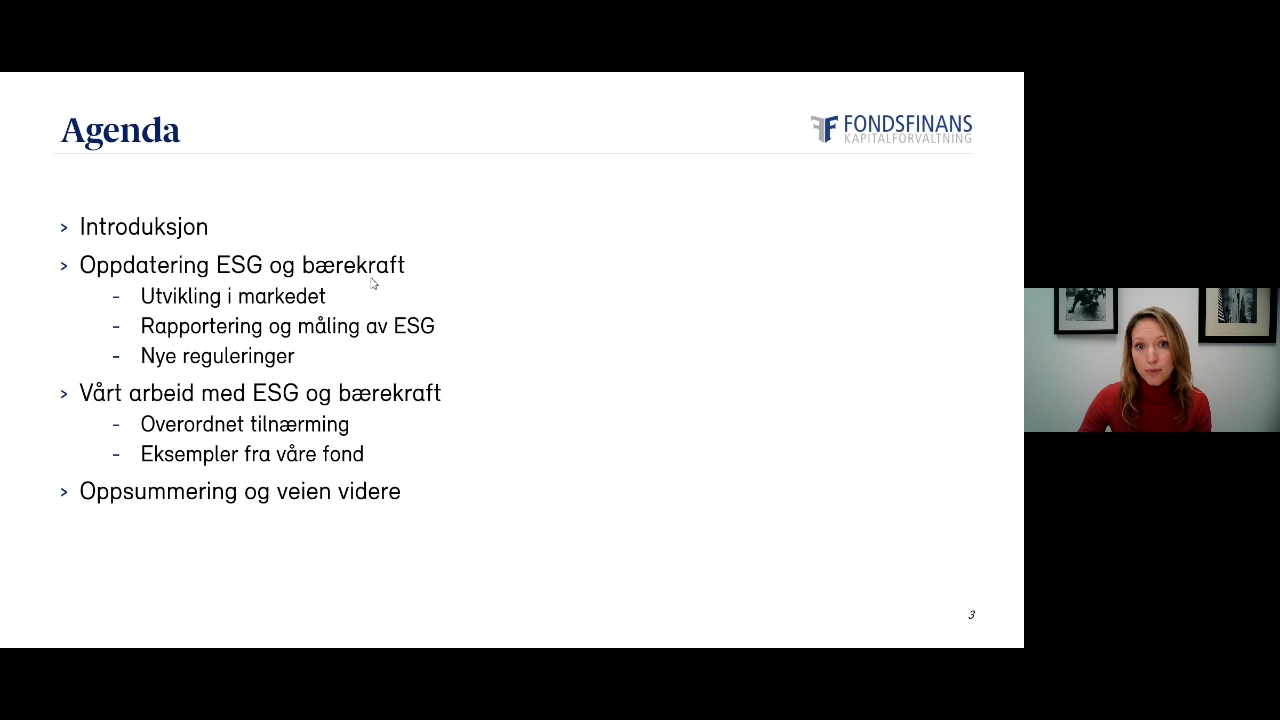 Agenda
FONDSFINANS
KAPITALFORVALTNING
> Introduksjon
> Oppdatering ESG og bærekraft
- Utvikling i markedet
- Rapportering og måling av ESG
- Nye reguleringer
> Vårt arbeid med ESG og bærekraft
- Overordnet tilnærming
- Eksempler fra våre fond
> Oppsummering og veien videre
3